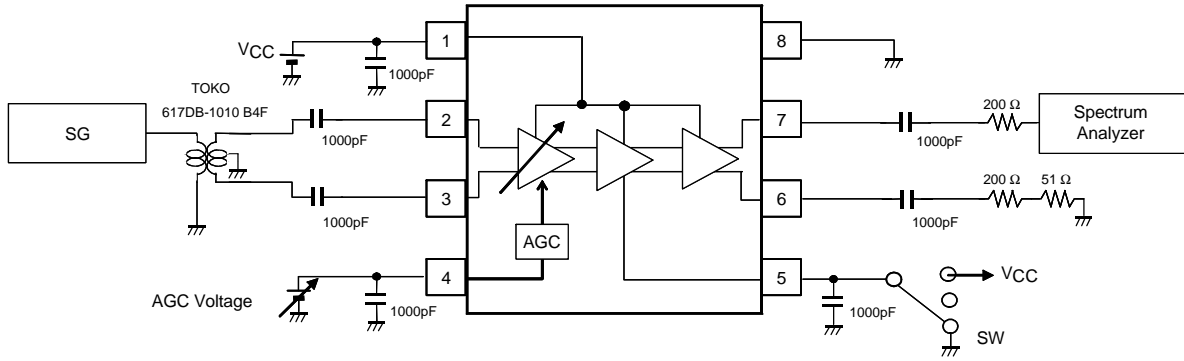 VCC
1000pF
1
8
TOKO
617DB-1010 B4F
SG
1000pF
2
7
1000pF
200 Ω
Spectrum
Analyzer
1000pF
3
6
1000pF
200 Ω
51 Ω
AGC
AGC Voltage
1000pF
4
5
1000pF
VCC
SW